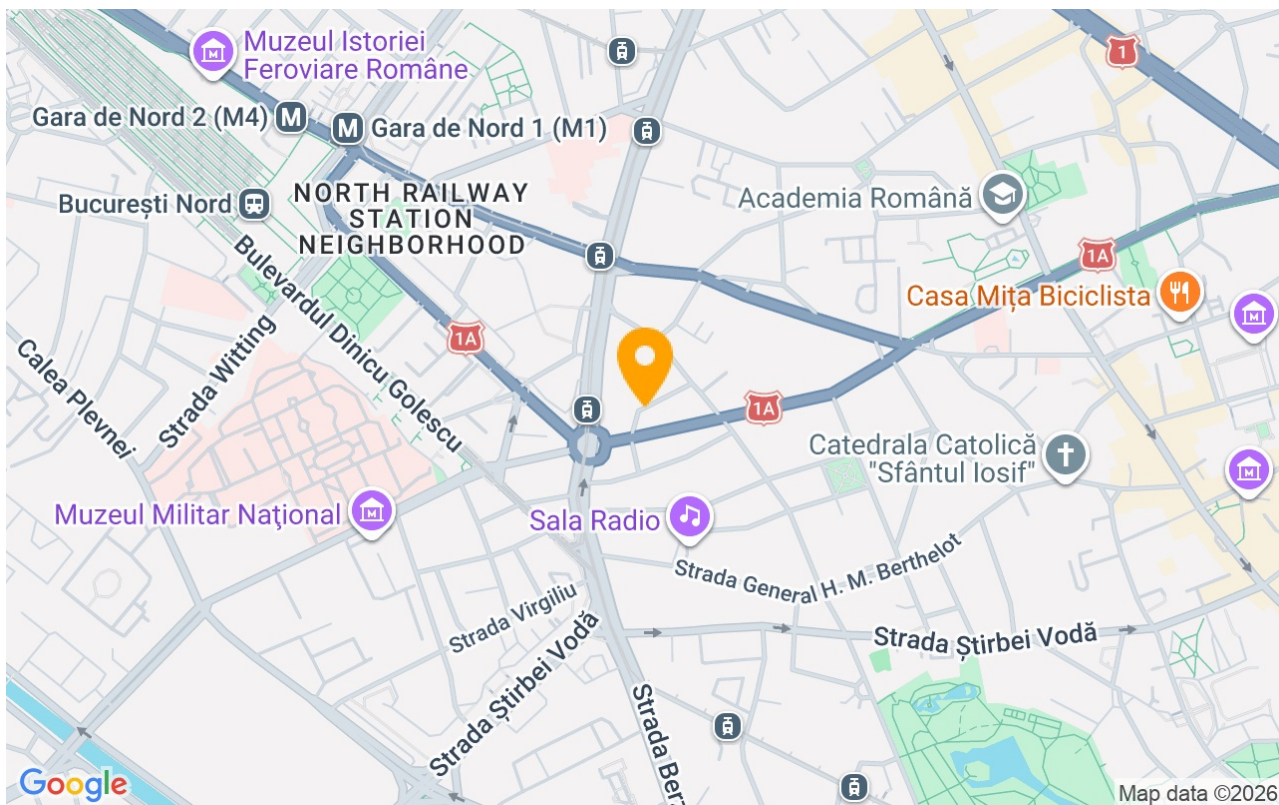 Muzeul Istoriei
Feroviare Române
1
Gara de Nord 2 (M4)
M
M
Gara de Nord 1 (M1)
București Nord
NORTH RAILWAY
STATION
NEIGHBORHOOD
Academia Română
1A
Casa Mița Biciclista
Bulevardul Dinicu Golescu
Strada Witting
Calea Plevnei
1A
1A
Catedrala Catolică
"Sfântul Iosif"
Muzeul Militar Naţional
Sala Radio
Strada General H. M. Berthelot
Strada Virgiliu
Strada Știrbei Vodă
Strada Știrbei Vodă
Strada Berz
Google
Map data ©2026